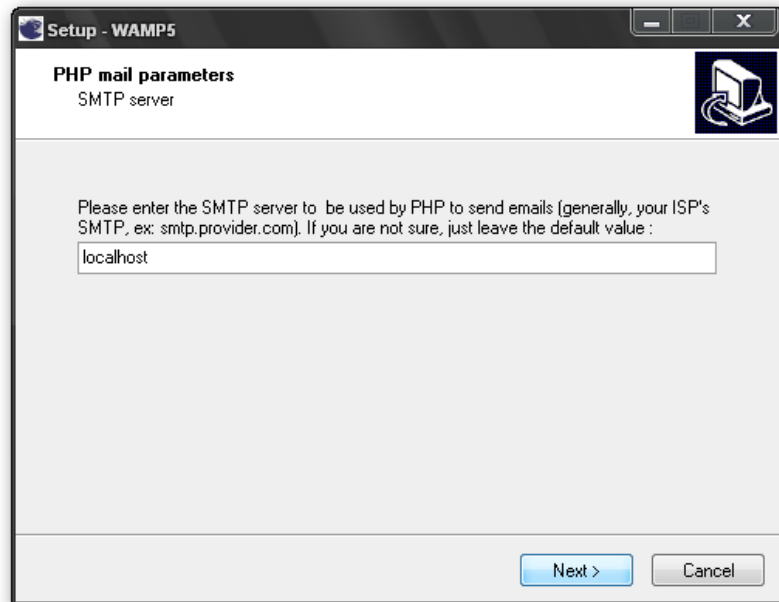 Setup - WAMP5
PHP mail parameters
SMTP server
Please enter the SMTP server to  be used by PHP to send emails (generally, your ISP's
SMTP, ex: smtp.provider.com). If you are not sure, just leave the default value :
localhost
Next >
Cancel